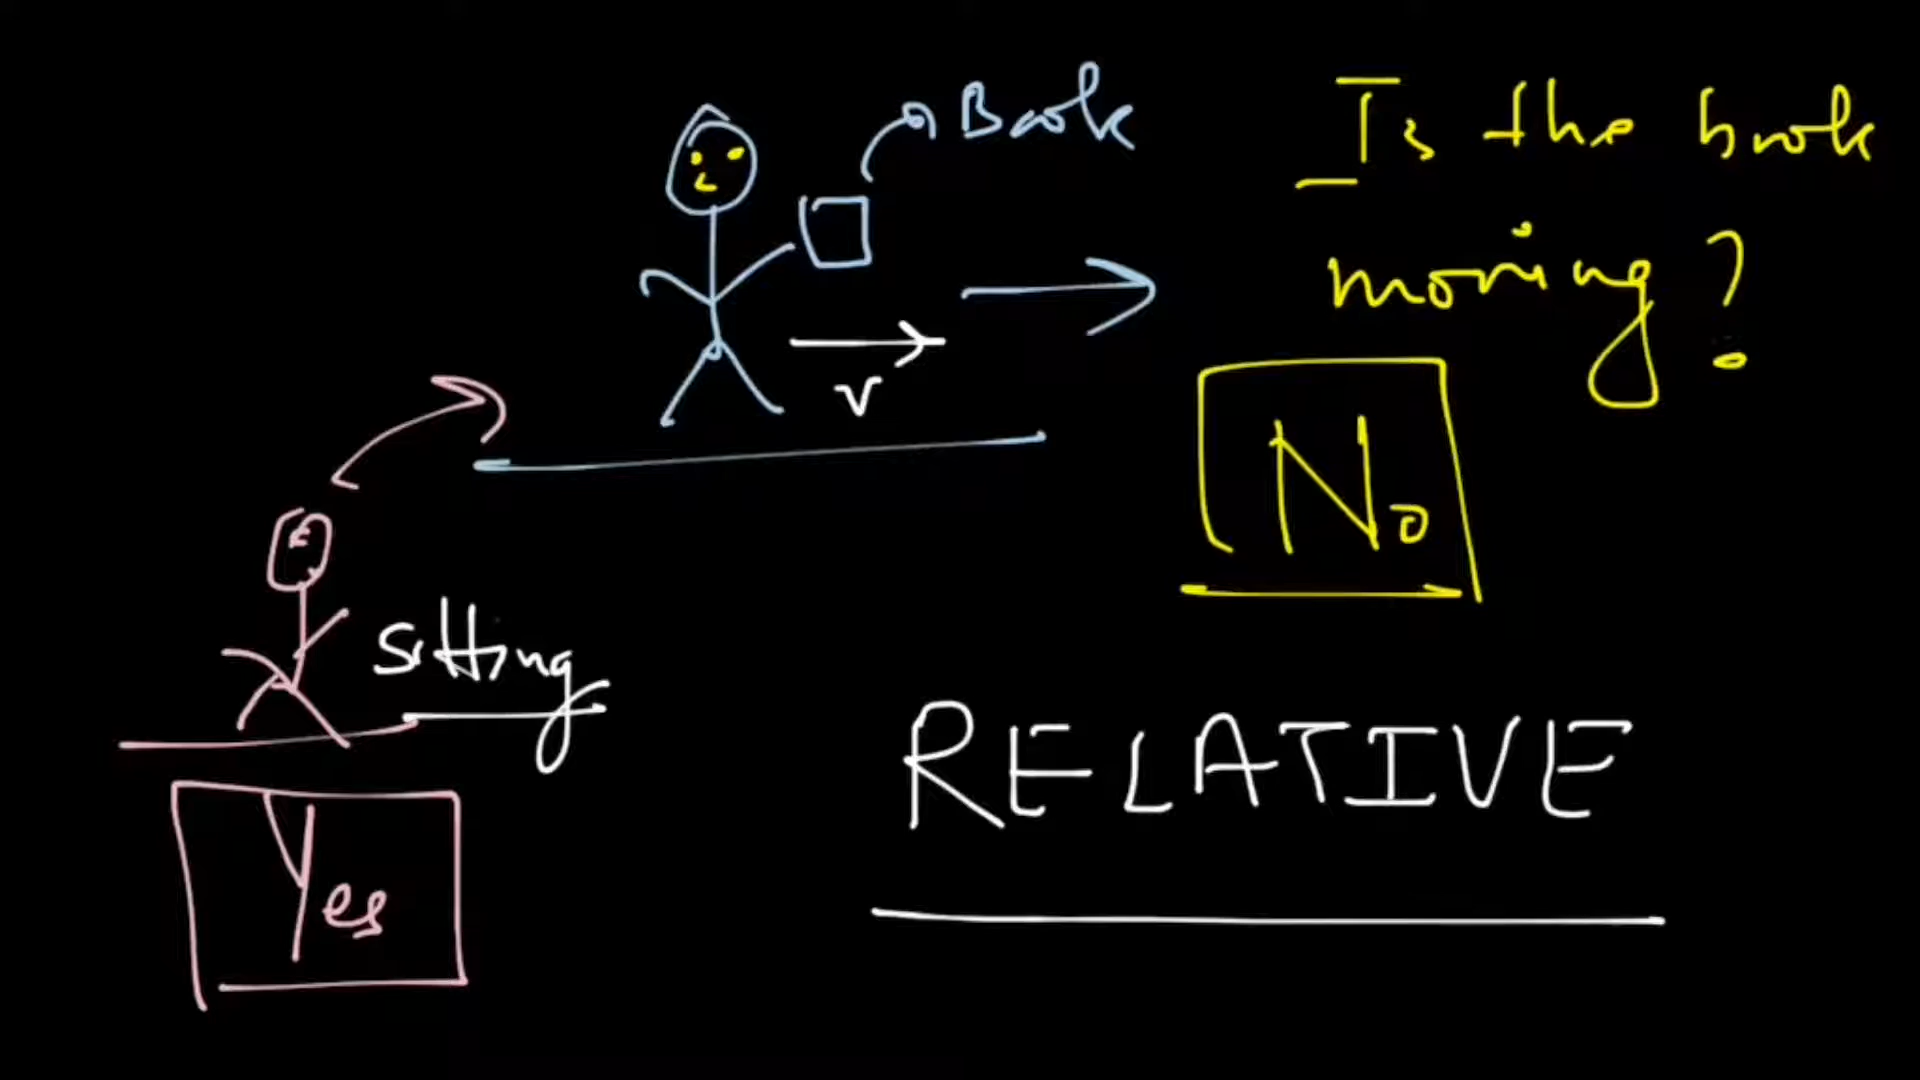 Book
Is the book
moving?
v
No
sitting
RELATIVE
Yes